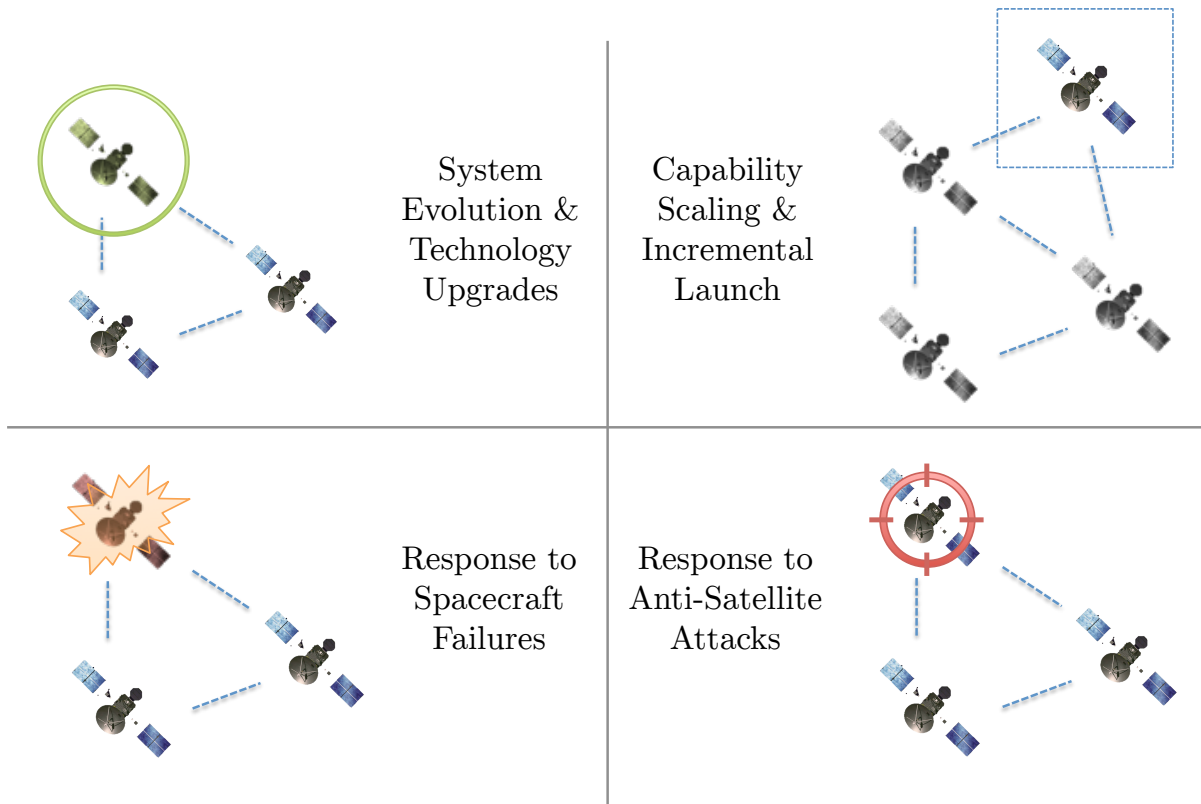 System
Evolution &
Technology
Upgrades
Capability
Scaling &
Incremental
Launch
Response to
Spacecraft
Failures
Response to
Anti-Satellite
Attacks